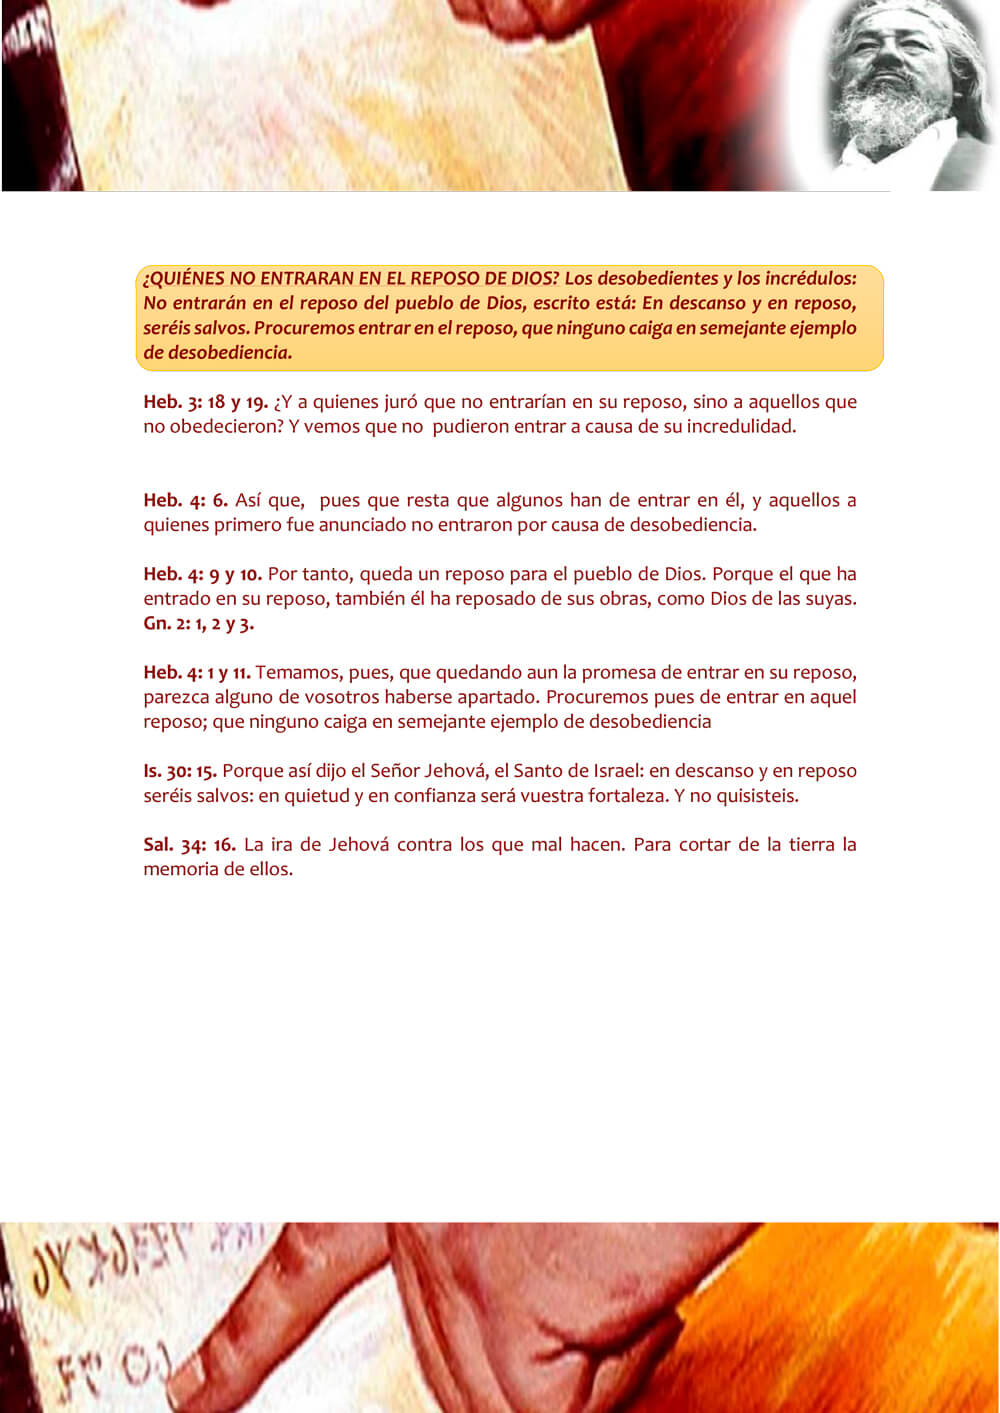 ¿QUIÉNES NO ENTRARAN EN EL REPOSO DE DIOS? Los desobedientes y los incrédulos:
No entrarán en el reposo del pueblo de Dios, escrito está: En descanso y en reposo,
seréis salvos. Procuremos entrar en el reposo, que ninguno caiga en semejante ejemplo
de desobediencia.
Heb. 3: 18 y 19. ¿Y a quienes juró que no entrarían en su reposo, sino a aquellos que
no obedecieron? Y vemos que no  pudieron entrar a causa de su incredulidad.
Heb. 4: 6. Así que,  pues que resta que algunos han de entrar en él, y aquellos a
quienes primero fue anunciado no entraron por causa de desobediencia.
Heb. 4: 9 y 10. Por tanto, queda un reposo para el pueblo de Dios. Porque el que ha
entrado en su reposo, también él ha reposado de sus obras, como Dios de las suyas.
Gn. 2: 1, 2 y 3.
Heb. 4: 1 y 11. Temamos, pues, que quedando aun la promesa de entrar en su reposo,
parezca alguno de vosotros haberse apartado. Procuremos pues de entrar en aquel
reposo; que ninguno caiga en semejante ejemplo de desobediencia
Is. 30: 15. Porque así dijo el Señor Jehová, el Santo de Israel: en descanso y en reposo
seréis salvos: en quietud y en confianza será vuestra fortaleza. Y no quisisteis.
Sal. 34: 16. La ira de Jehová contra los que mal hacen. Para cortar de la tierra la
memoria de ellos.